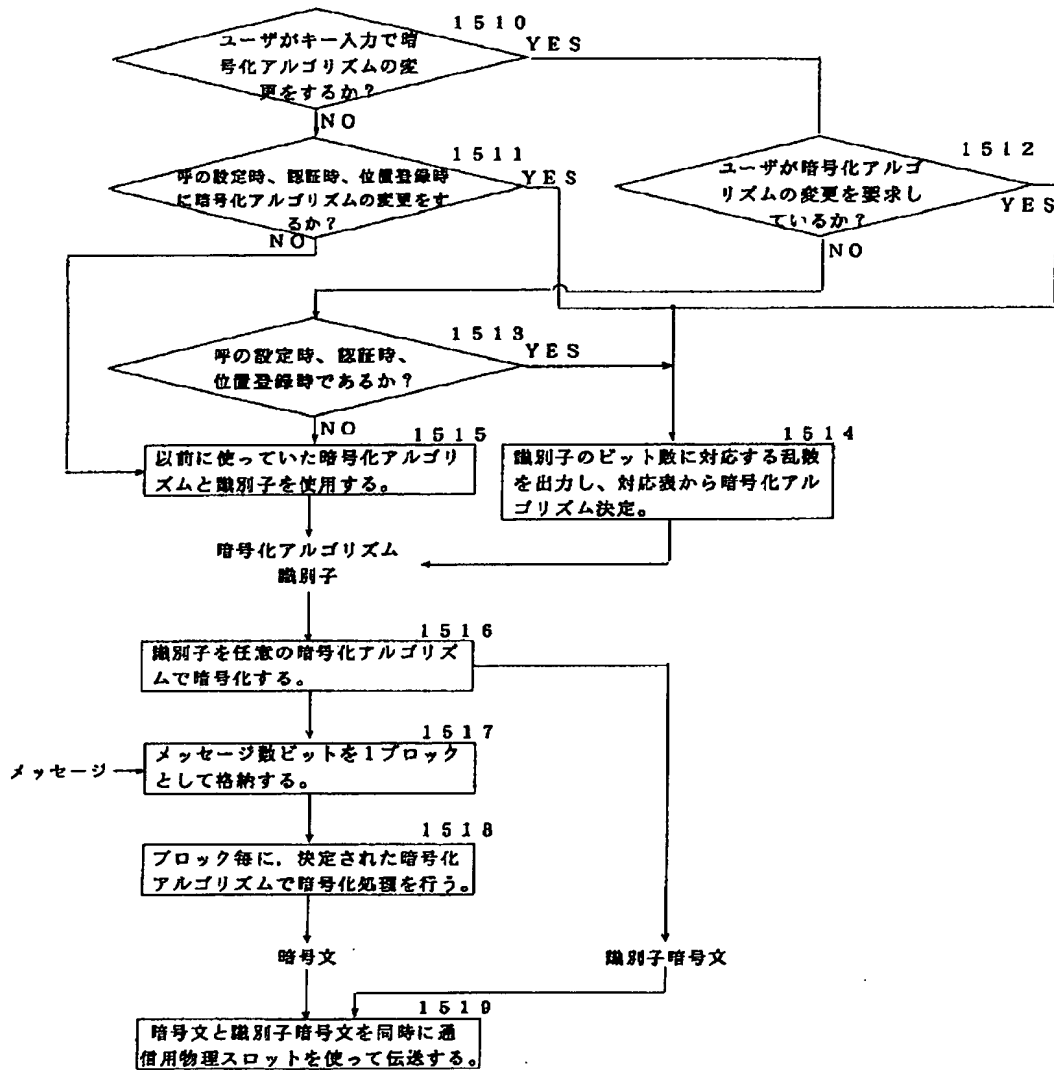 1510
ユーザがキー入力で暗
号化アルゴリズムの変
更をするか?
YES
NO
1511
呼の設定時、認証時、位置登録時
に暗号化アルゴリズムの変更をす
るか?
YES
NO
1512
ユーザが暗号化アルゴ
リズムの変更を要求し
ているか?
YES
NO
1513
呼の設定時、認証時、
位置登録時であるか?
YES
NO
1515
以前に使っていた暗号化アルゴリ
ズムと識別子を使用する。
1514
識別子のビット数に対応する乱数
を出力し、対応表から暗号化アル
ゴリズム決定。
暗号化アルゴリズム
識別子
1516
識別子を任意の暗号化アルゴリズ
ムで暗号化する。
1517
メッセージ
メッセージ数ビットを1ブロック
として格納する。
1518
ブロック毎に、決定された暗号化
アルゴリズムで暗号化処理を行う。
暗号文
識別子暗号文
1519
暗号文と識別子暗号文を同時に通
信用物理スロットを使って伝送する。